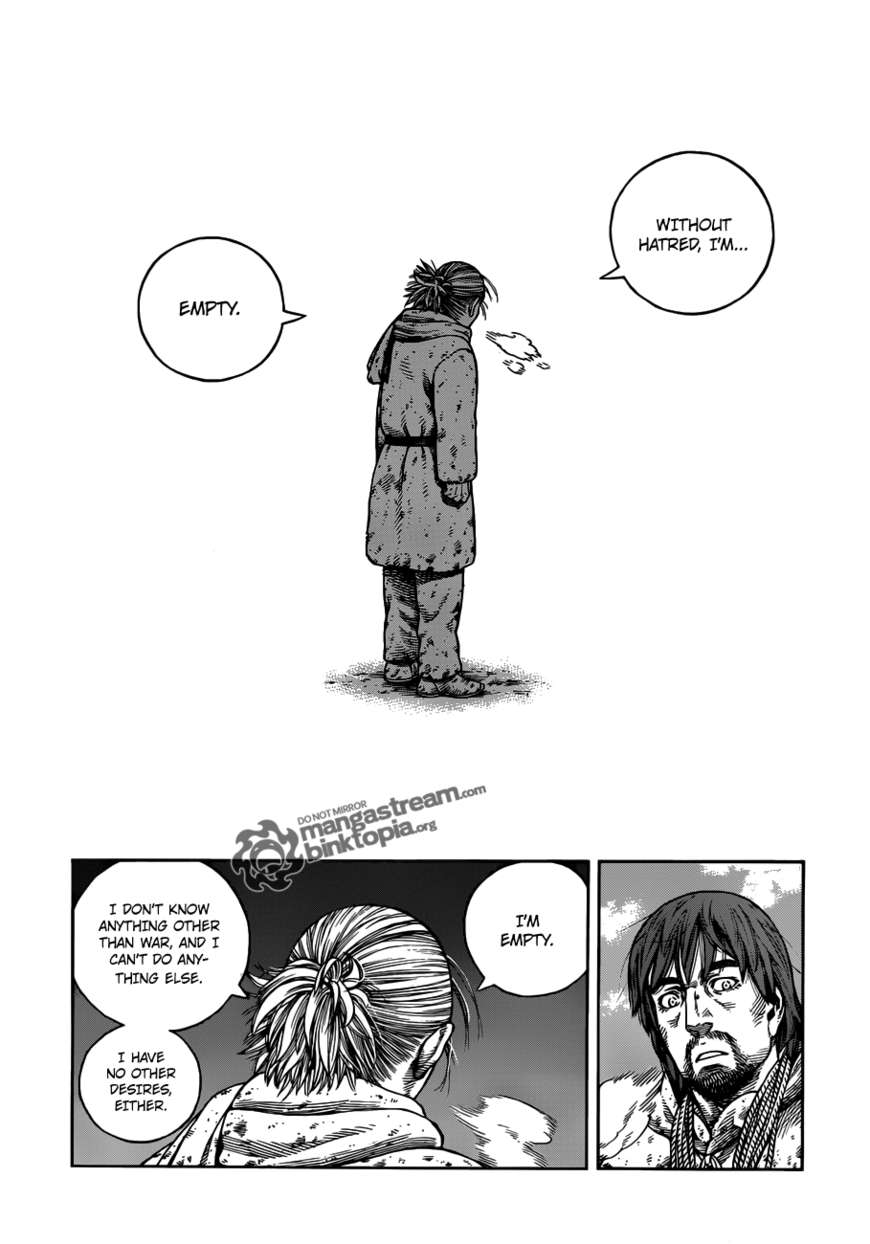 WITHOUT
HATRED, I'M...
EMPTY.
DO NOT MIRROR
mangastream.com
binktopia.org
I'M
EMPTY.
I DON'T KNOW
ANYTHING OTHER
THAN WAR, AND I
CAN'T DO ANY-
THING ELSE.
I HAVE
NO OTHER
DESIRES,
EITHER.